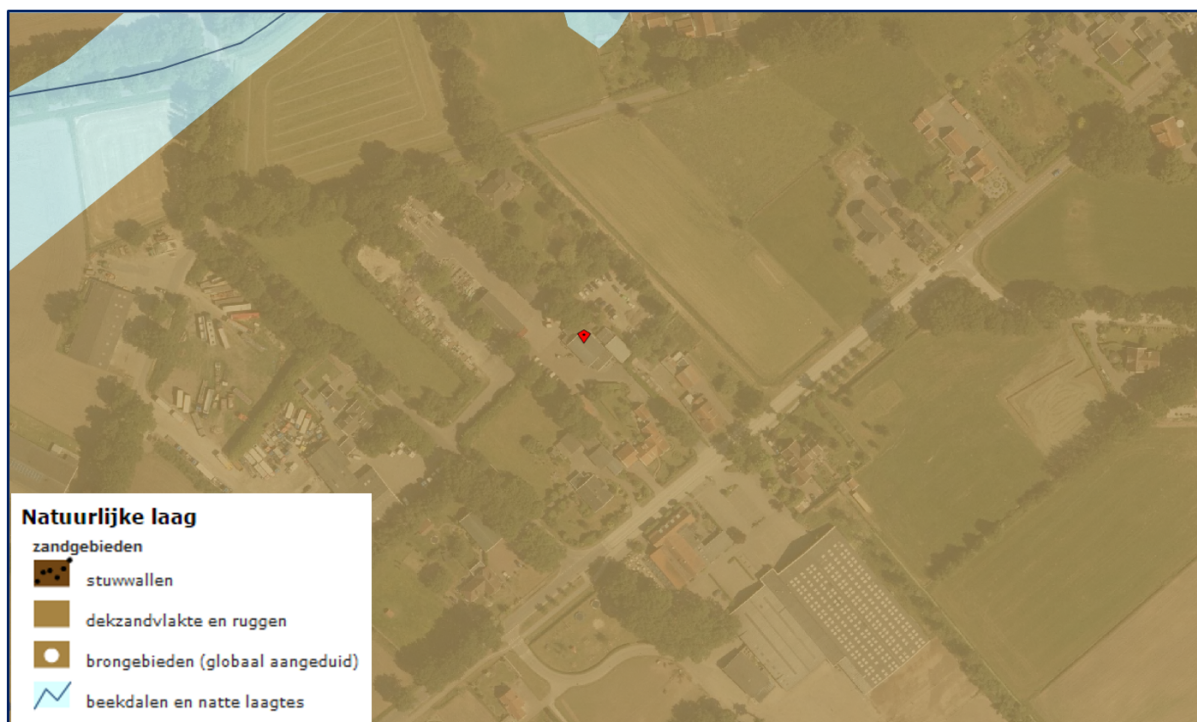 Natuurlijke laag
zandgebieden
stuwwallen
dekzandvlakte en ruggen
brongebieden (globaal aangeduid)
beekdalen en natte laagtes